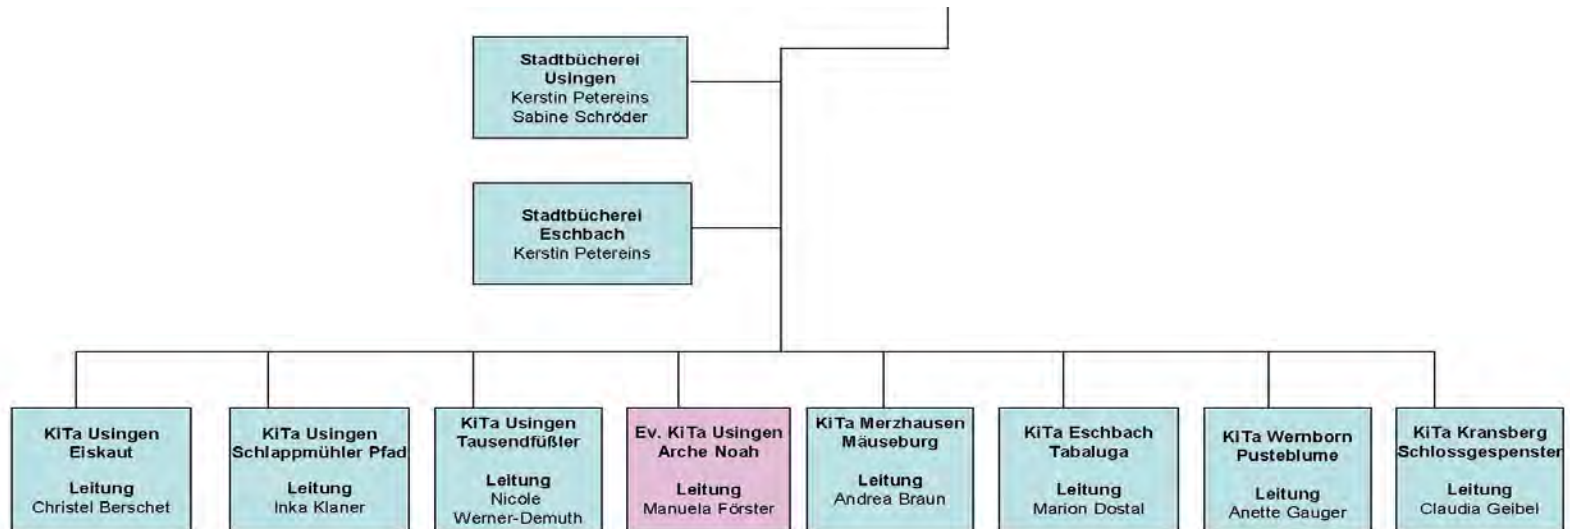 Stadtbücherei
Usingen
Kerstin Petereins
Sabine Schröder
Stadtbücherei
Eschbach
Kerstin Petereins
KiTa Usingen
Eiskaut
Leitung
Christel Berschet
KiTa Usingen
Schlappmühler Pfad
Leitung
Inka Klaner
KiTa Usingen
Tausendfüßler
Leitung
Nicole
Werner-Demuth
Ev. KiTa Usingen
Arche Noah
Leitung
Manuela Förster
KiTa Merzhausen
Mäuseburg
Leitung
Andrea Braun
KiTa Eschbach
Tabaluga
Leitung
Marion Dostal
KiTa Wernborn
Pusteblume
Leitung
Anette Gauger
KiTa Kransberg
Schlossgespenster
Leitung
Claudia Geibel